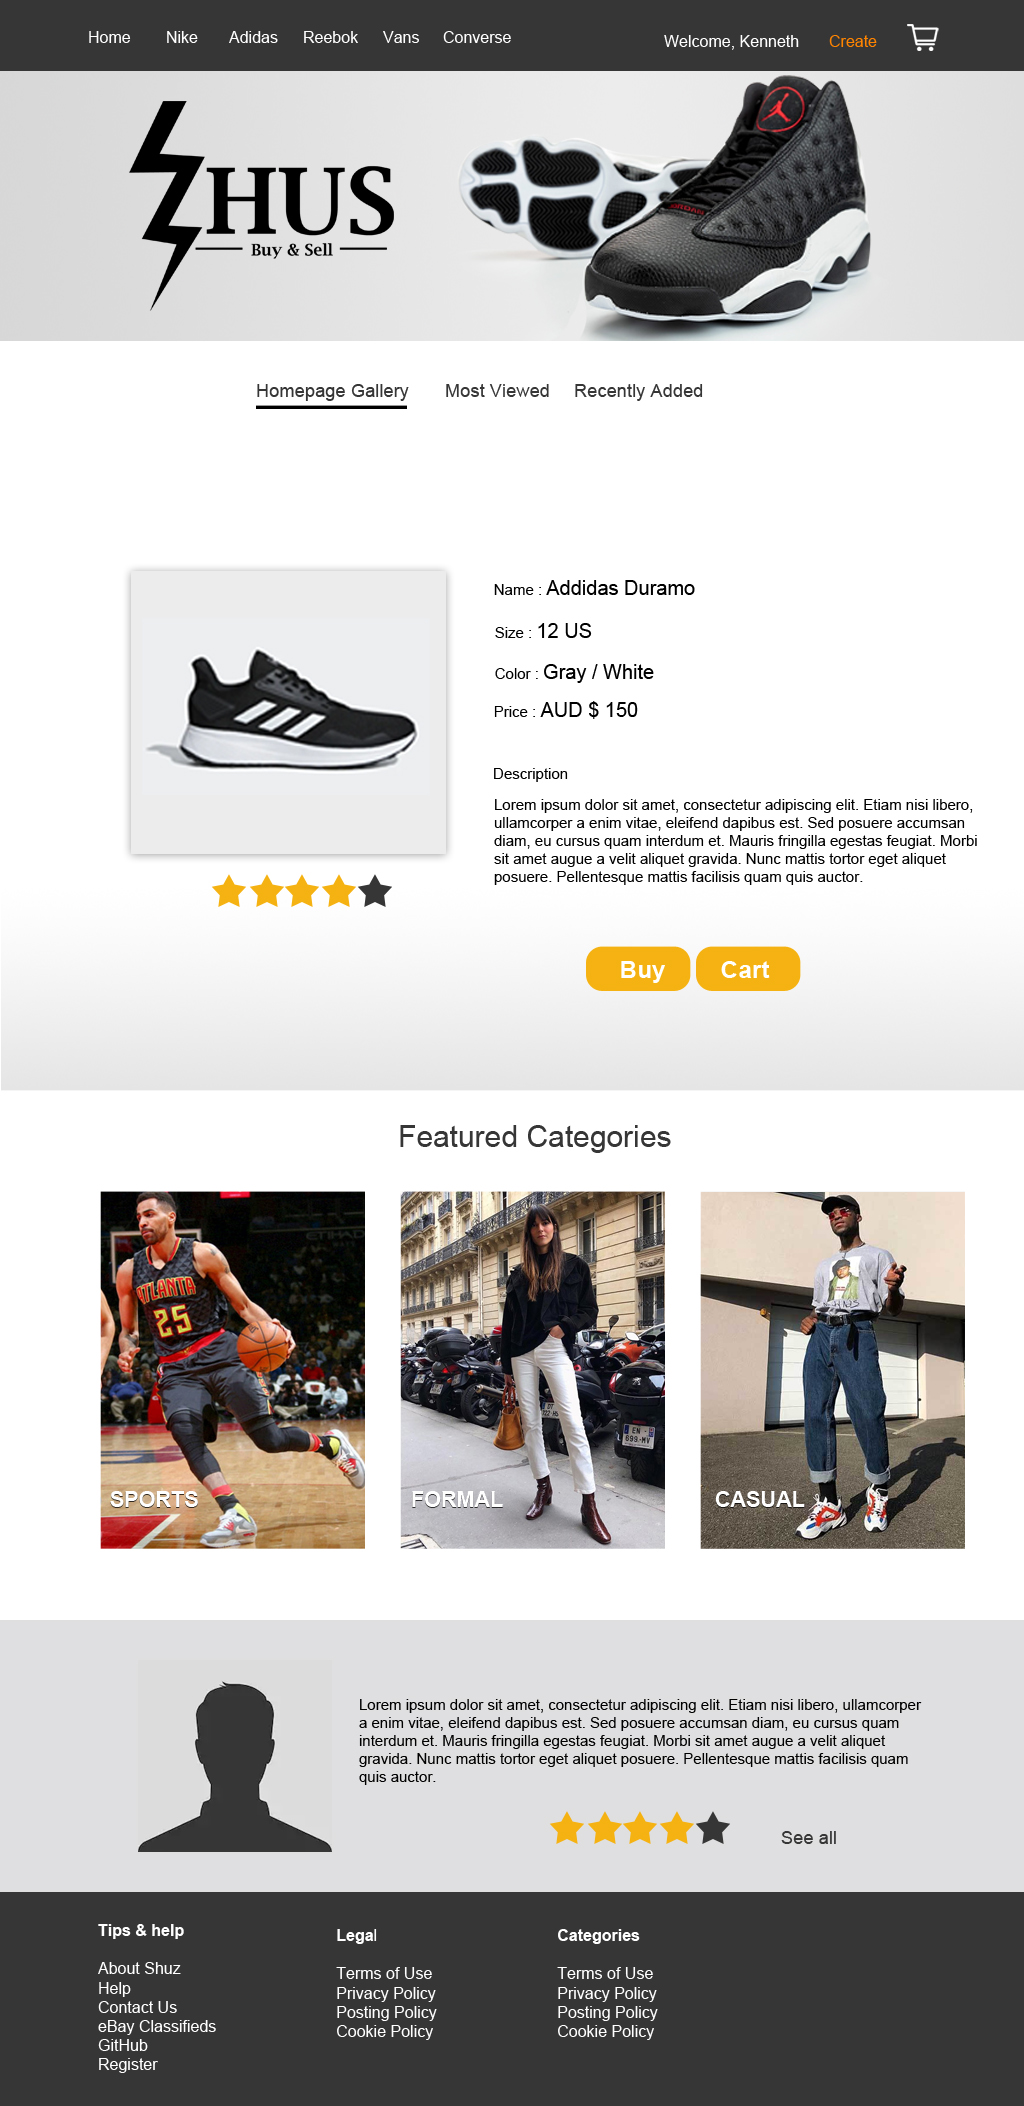 Home Nike Adidas Reebok Vans Converse
Welcome, Kenneth Create
HUS
Buy & Sell
Homepage Gallery Most Viewed Recently Added
Name : Addidas Duramo
Size : 12 US
Color : Gray / White
Price : AUD $ 150
Description
Lorem ipsum dolor sit amet, consectetur adipiscing elit. Etiam nisi libero,
ullamcorper a enim vitae, eleifend dapibus est. Sed posuere accumsan
diam, eu cursus quam interdum et. Mauris fringilla egestas feugiat. Morbi
sit amet augue a velit aliquet gravida. Nunc mattis tortor eget aliquet
posuere. Pellentesque mattis facilisis quam quis auctor.
Buy Cart
Featured Categories
ATLANTA
25
SPORTS
FORMAL
CASUAL
Lorem ipsum dolor sit amet, consectetur adipiscing elit. Etiam nisi libero, ullamcorper
a enim vitae, eleifend dapibus est. Sed posuere accumsan diam, eu cursus quam
interdum et. Mauris fringilla egestas feugiat. Morbi sit amet augue a velit aliquet
gravida. Nunc mattis tortor eget aliquet posuere. Pellentesque mattis facilisis quam
quis auctor.
See all
Tips & help
About Shuz
Help
Contact Us
eBay Classifieds
GitHub
Register
Legal
Terms of Use
Privacy Policy
Posting Policy
Cookie Policy
Categories
Terms of Use
Privacy Policy
Posting Policy
Cookie Policy